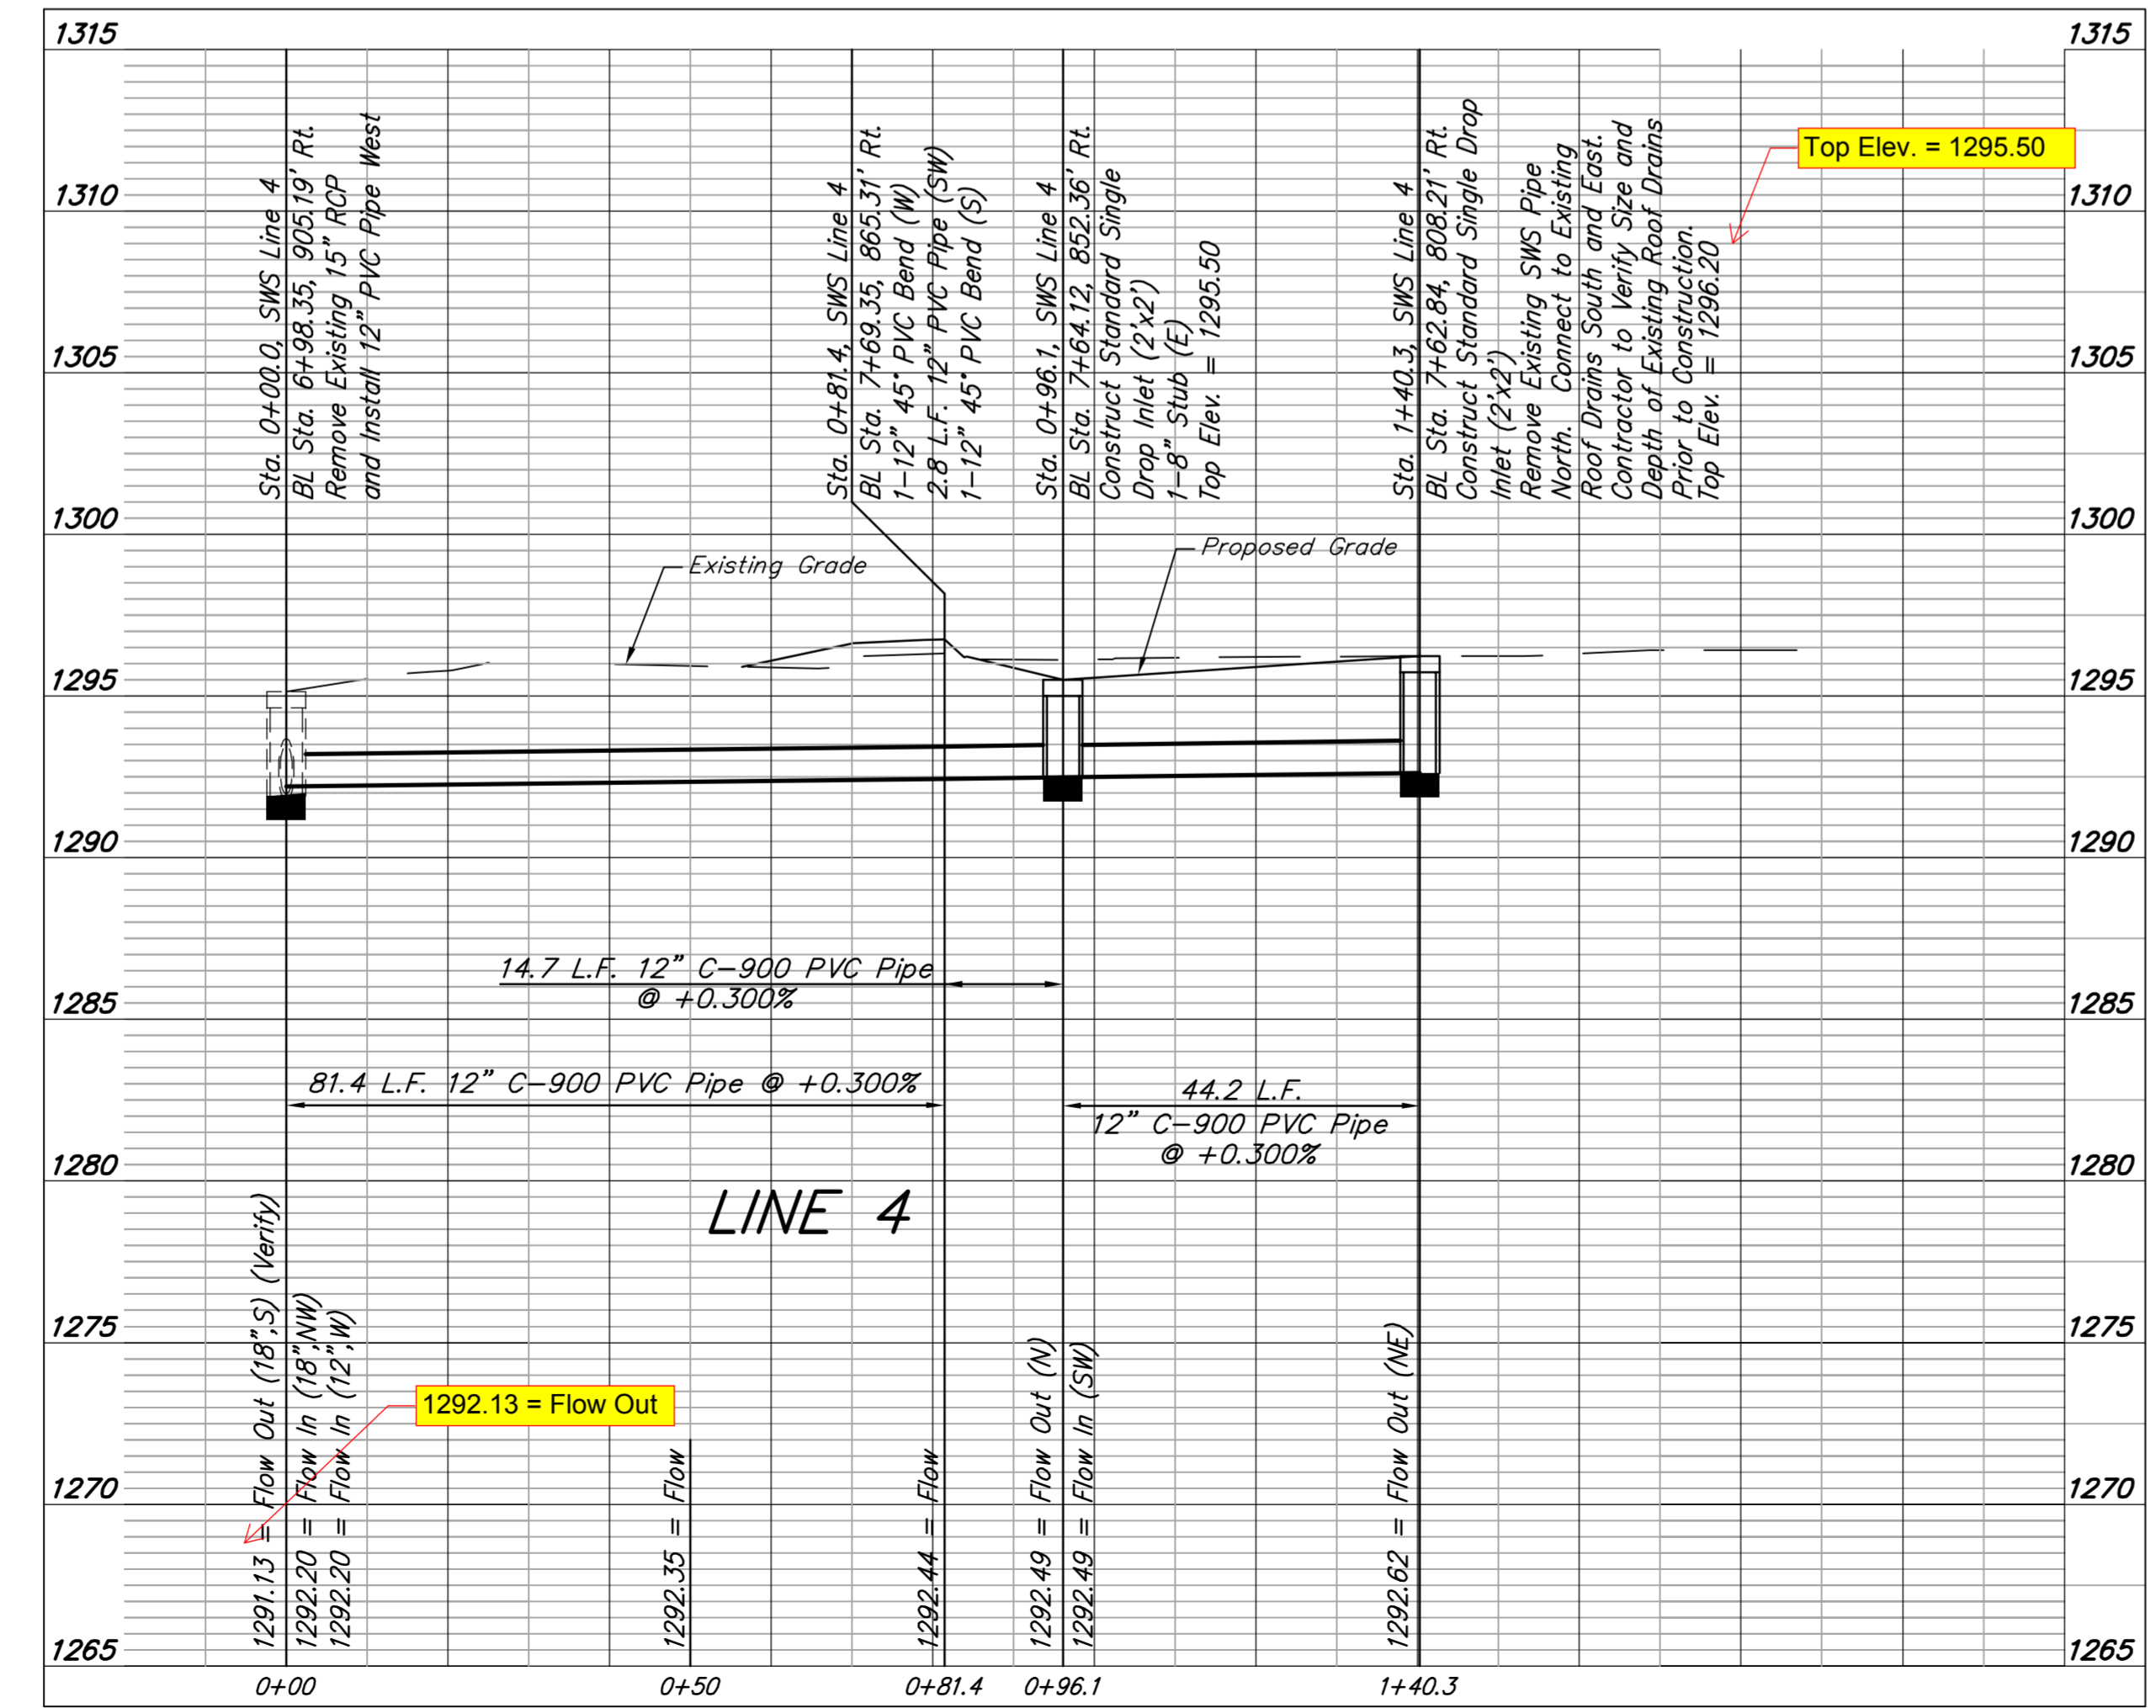 1315
1315
1310
1310
1305
1305
1300
1300
1295
1295
1290
1290
1285
1285
1280
1280
1275
1275
1270
1270
1265
1265
Sta. 0+00.0, SWS Line 4
BL Sta. 6+98.35, 905.19' Rt.
Remove Existing 15" RCP
and Install 12" PVC Pipe West
Sta. 0+81.4, SWS Line 4
BL Sta. 7+69.35, 865.31' Rt.
1-12" 45° PVC Bend (W)
2.8 L.F. 12" PVC Pipe (SW)
1-12" 45° PVC Bend (S)
Sta. 0+96.1, SWS Line 4
BL Sta. 7+64.12, 852.36' Rt.
Construct Standard Single
Drop Inlet (2'x2')
1-8" Stub (E)
Top Elev. = 1295.50
Sta. 1+40.3, SWS Line 4
BL Sta. 7+62.84, 808.21' Rt.
Construct Standard Single Drop
Inlet (2'x2')
Remove Existing SWS Pipe
North. Connect to Existing
Roof Drains South and East.
Contractor to Verify Size and
Depth of Existing Roof Drains
Prior to Construction.
Top Elev. = 1296.20
Top Elev. = 1295.50
Existing Grade
Proposed Grade
14.7 L.F. 12" C-900 PVC Pipe
@ +0.300%
81.4 L.F. 12" C-900 PVC Pipe @ +0.300%
44.2 L.F.
12" C-900 PVC Pipe
@ +0.300%
LINE 4
1291.13 = Flow Out (18",S) (Verify)
1292.20 = Flow In (18",NW)
1292.20 = Flow In (12",W)
1292.13 = Flow Out
1292.35 = Flow
1292.44 = Flow
1292.49 = Flow Out (N)
1292.49 = Flow In (SW)
1292.62 = Flow Out (NE)
0+00
0+50
0+81.4
0+96.1
1+40.3